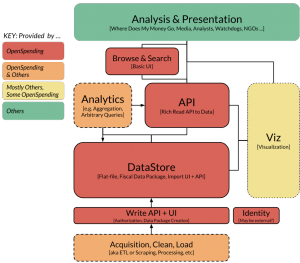 Analysis & Presentation
[Where Does My Money Go, Media, Analysts, Watchdogs, NGOs...]
KEY: Provided by ...
OpenSpending
OpenSpending
& Others
Mostly Others,
Some OpenSpending
Others
Browse & Search
[Basic UI]
Analytics
[e.g. Aggregation,
Arbitrary Queries]
API
[Rich Read API to Data]
Viz
[Visualization]
DataStore
[Flat-file, Fiscal Data Package, Import UI + API]
Write API + UI
[Authorization, Data Package Creation]
Identity
[May be external?]
Acquisition, Clean, Load
[aka ETL or Scraping, Processing, etc]